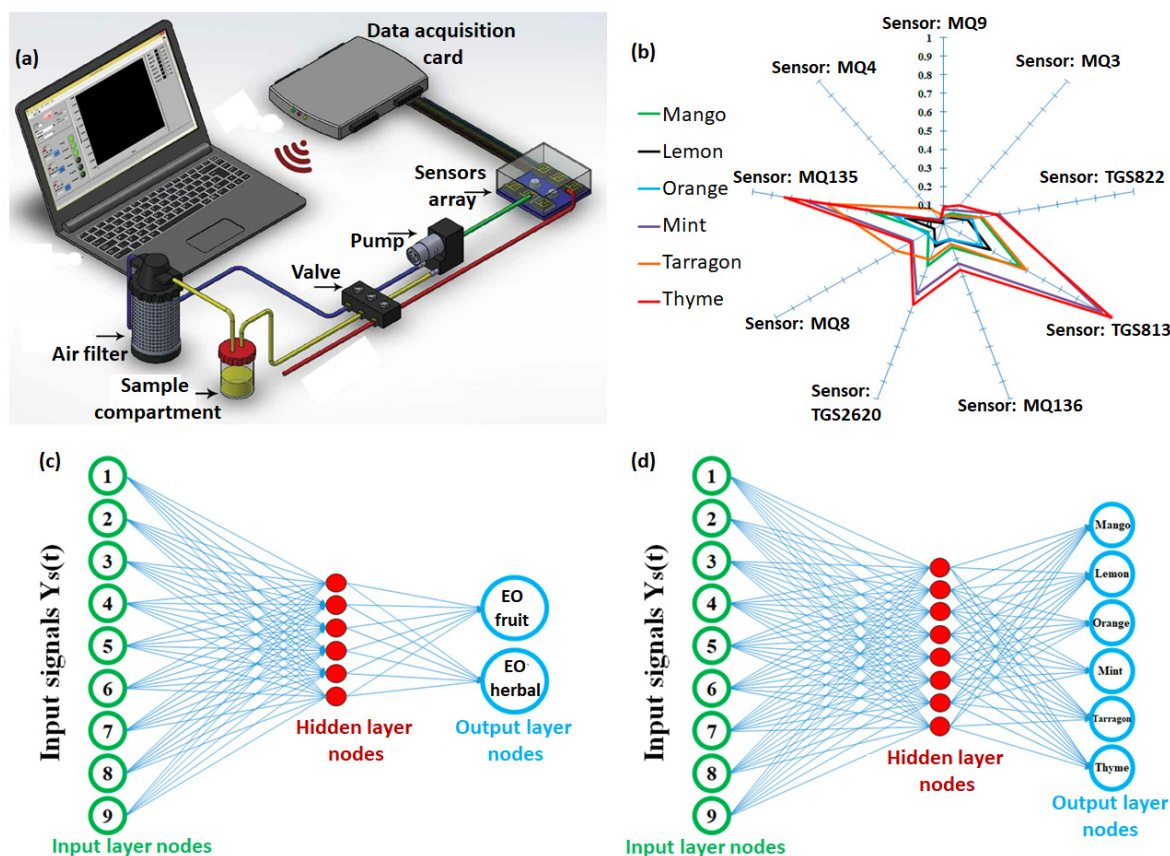 (a)
Data acquisition
card
Sensors
array
Pump
Valve
Air filter
Sample
compartment
(b)
Sensor: MQ9
Sensor: MQ4
Sensor: MQ3
Sensor: MQ135
Sensor: TGS822
Sensor: MQ8
Sensor: TGS813
Sensor:
TGS2620
Sensor: MQ136
1
0.9
0.8
0.7
0.6
0.5
0.4
0.3
0.2
0.1
0
Mango
Lemon
Orange
Mint
Tarragon
Thyme
(c)
Input signals Ys(t)
1
2
3
4
5
6
7
8
9
EO
fruit
EO
herbal
Hidden layer
nodes
Output layer
nodes
Input layer nodes
(d)
Input signals Ys(t)
1
2
3
4
5
6
7
8
9
Mango
Lemon
Orange
Mint
Tarragon
Thyme
Hidden layer
nodes
Output layer
nodes
Input layer nodes